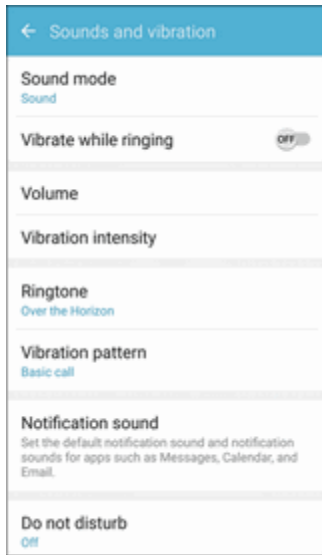 Sounds and vibration
Sound mode
Sound
Vibrate while ringing
OFF
Volume
Vibration intensity
Ringtone
Over the Horizon
Vibration pattern
Basic call
Notification sound
Set the default notification sound and notification
sounds for apps such as Messages, Calendar, and
Email.
Do not disturb
Off